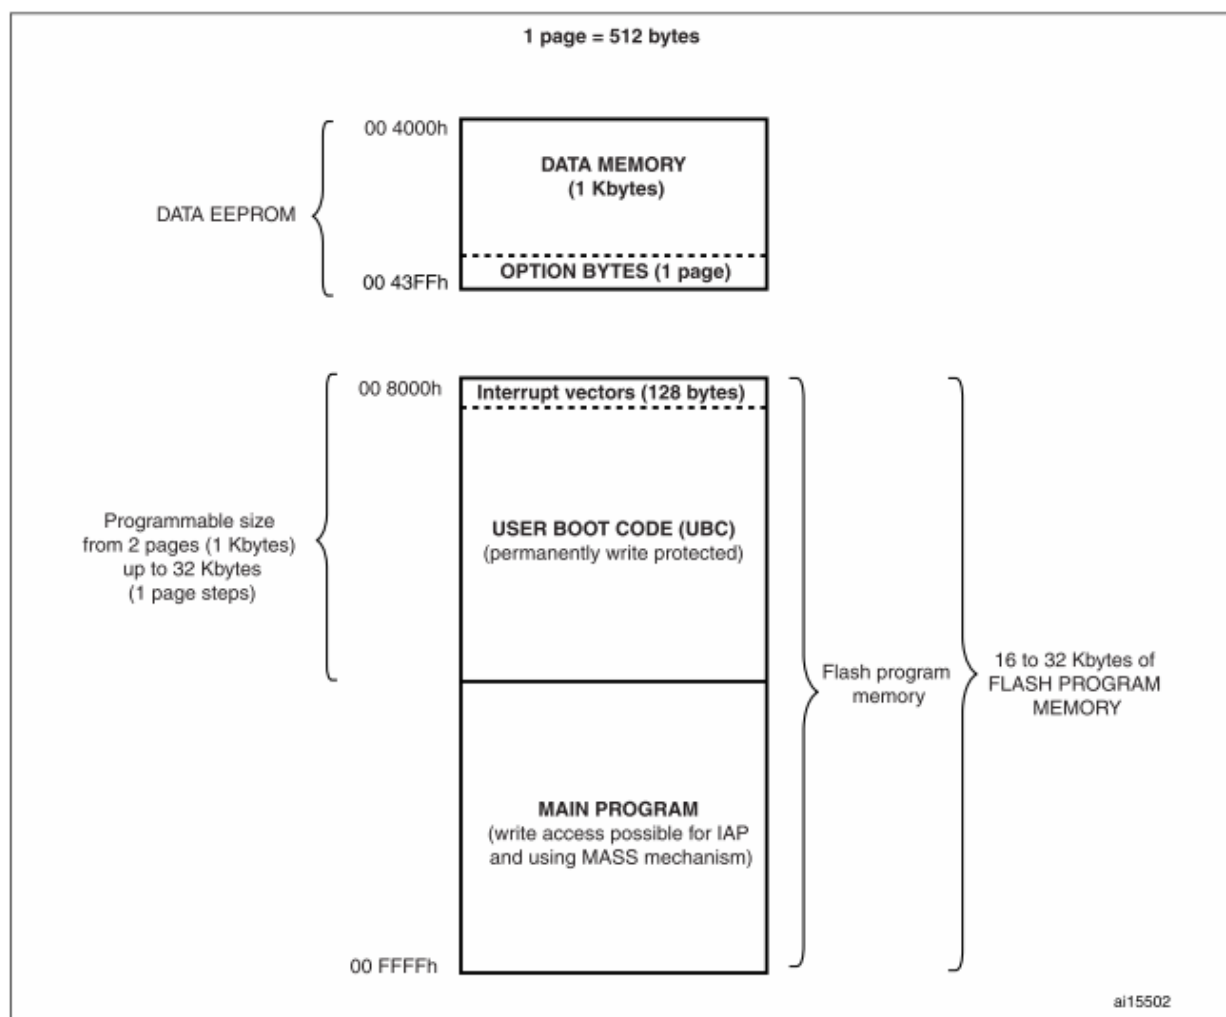 1 page = 512 bytes
00 4000h
DATA MEMORY
(1 Kbytes)
DATA EEPROM
OPTION BYTES (1 page)
00 43FFh
00 8000h
Interrupt vectors (128 bytes)
Programmable size
from 2 pages (1 Kbytes)
up to 32 Kbytes
(1 page steps)
USER BOOT CODE (UBC)
(permanently write protected)
Flash program
memory
16 to 32 Kbytes of
FLASH PROGRAM
MEMORY
MAIN PROGRAM
(write access possible for IAP
and using MASS mechanism)
00 FFFFh
ai15502